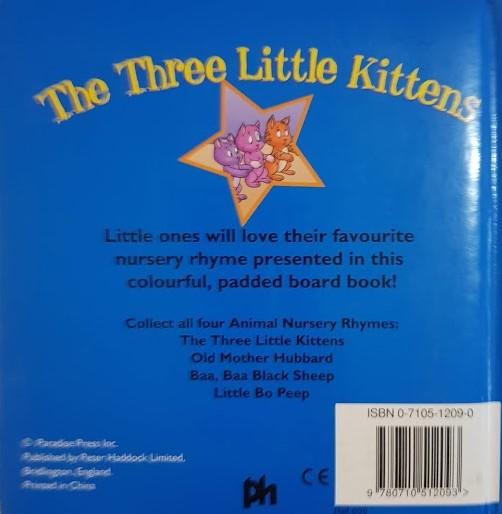 The Three Little Kittens
Little ones will love their favourite
nursery rhyme presented in this
colourful, padded board book!
Collect all four Animal Nursery Rhymes:
The Three Little Kittens
Old Mother Hubbard
Baa, Baa Black Sheep
Little Bo Peep
ISBN 0-7105-1209-0
© Paradise Press Inc.
Published by Peter Haddock Limited,
Bridlington, England
Printed in China
ph
CE
9 780710 512093 >